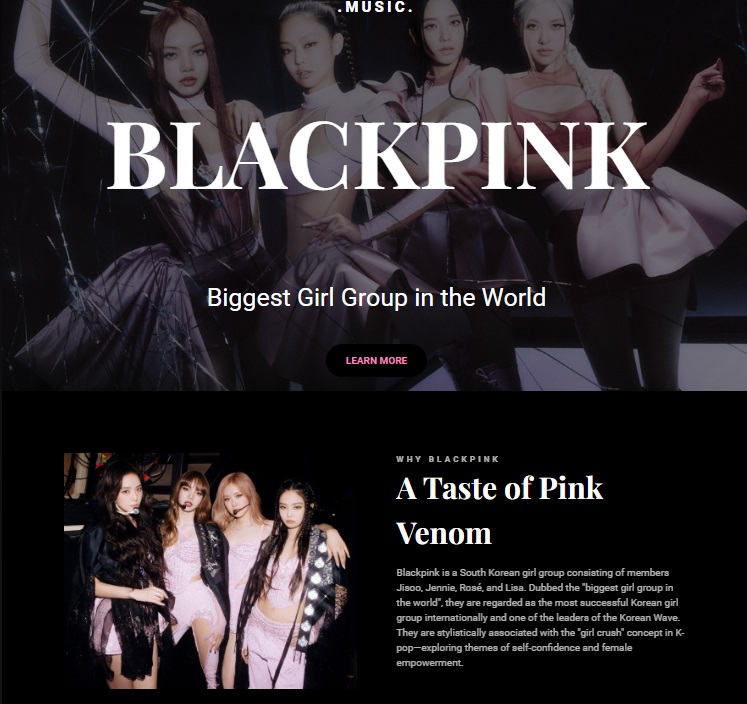 .MUSIC.
BLACKPINK
Biggest Girl Group in the World
LEARN MORE
WHY BLACKPINK
A Taste of Pink
Venom
Blackpink is a South Korean girl group consisting of members
Jisoo, Jennie, Rosé, and Lisa. Dubbed the "biggest girl group in
the world", they are regarded as the most successful Korean girl
group internationally and one of the leaders of the Korean Wave.
They are stylistically associated with the "girl crush" concept in K-
pop—exploring themes of self-confidence and female
empowerment.